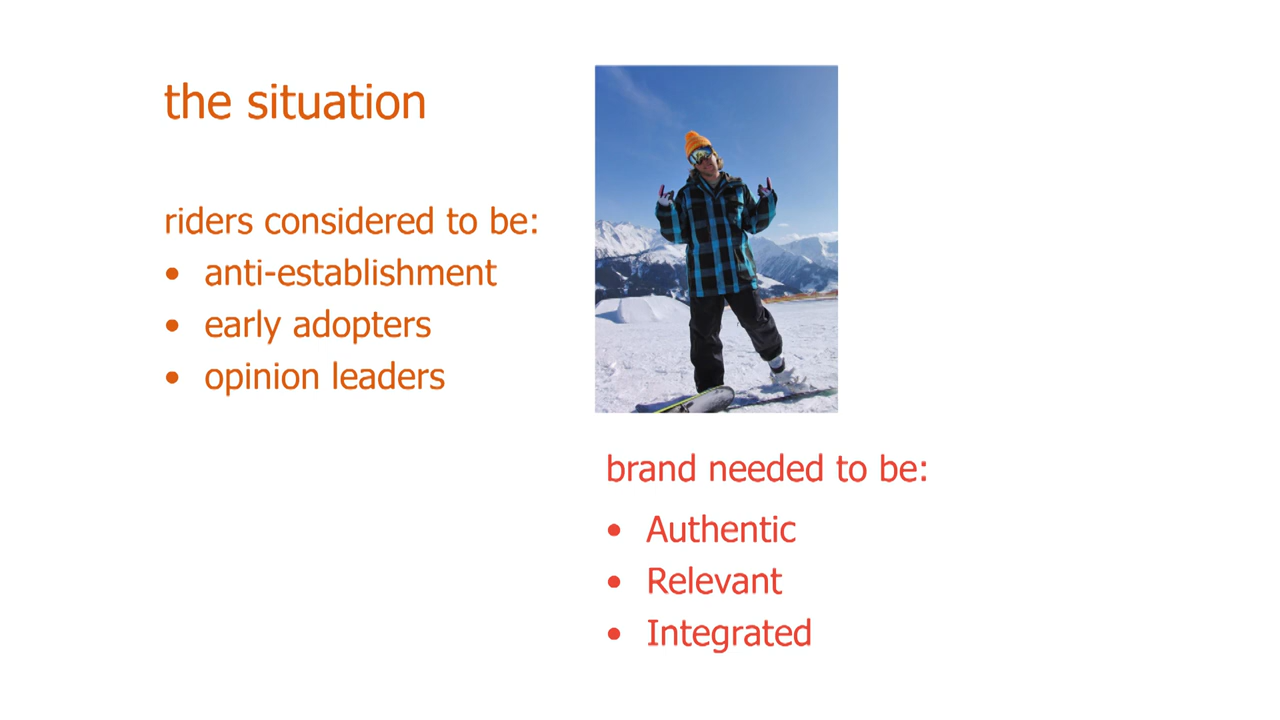 the situation
riders considered to be:
• anti-establishment
• early adopters
• opinion leaders
brand needed to be:
• Authentic
• Relevant
• Integrated